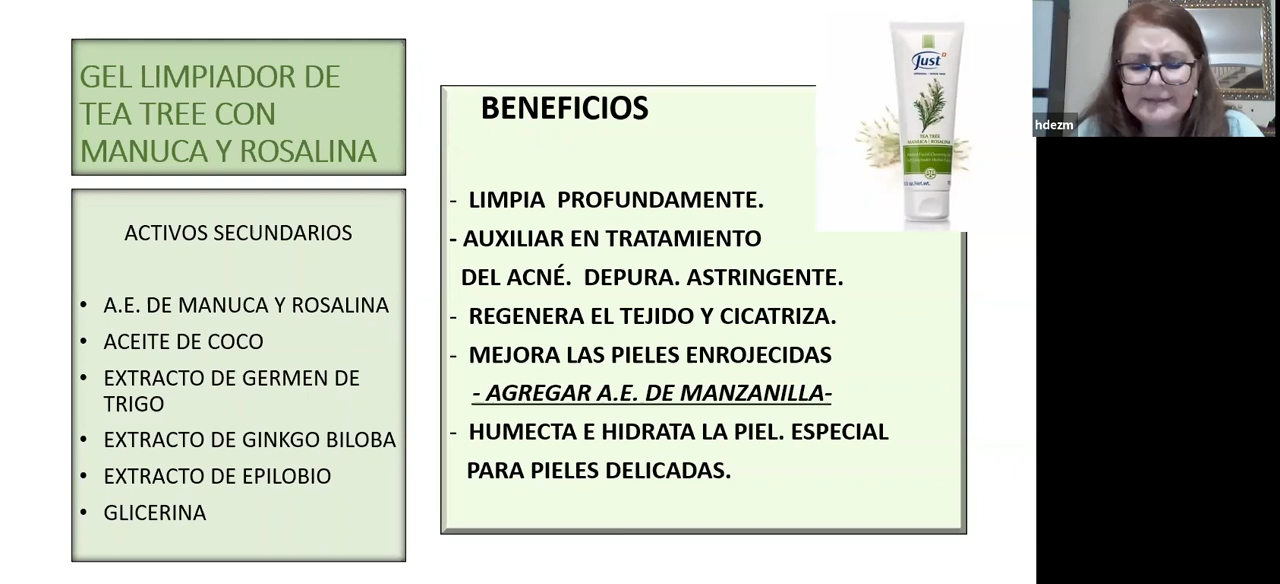 GEL LIMPIADOR DE
TEA TREE CON
MANUCA Y ROSALINA
ACTIVOS SECUNDARIOS
• A.E. DE MANUCA Y ROSALINA
• ACEITE DE COCO
• EXTRACTO DE GERMEN DE
TRIGO
• EXTRACTO DE GINKGO BILOBA
• EXTRACTO DE EPILOBIO
• GLICERINA
BENEFICIOS
- LIMPIA PROFUNDAMENTE.
- AUXILIAR EN TRATAMIENTO
DEL ACNÉ. DEPURA. ASTRINGENTE.
- REGENERA EL TEJIDO Y CICATRIZA.
- MEJORA LAS PIELES ENROJECIDAS
- AGREGAR A.E. DE MANZANILLA-
- HUMECTA E HIDRATA LA PIEL. ESPECIAL
PARA PIELES DELICADAS.
Just
TEA TREE
MANUKA / ROSALINA
hdezm